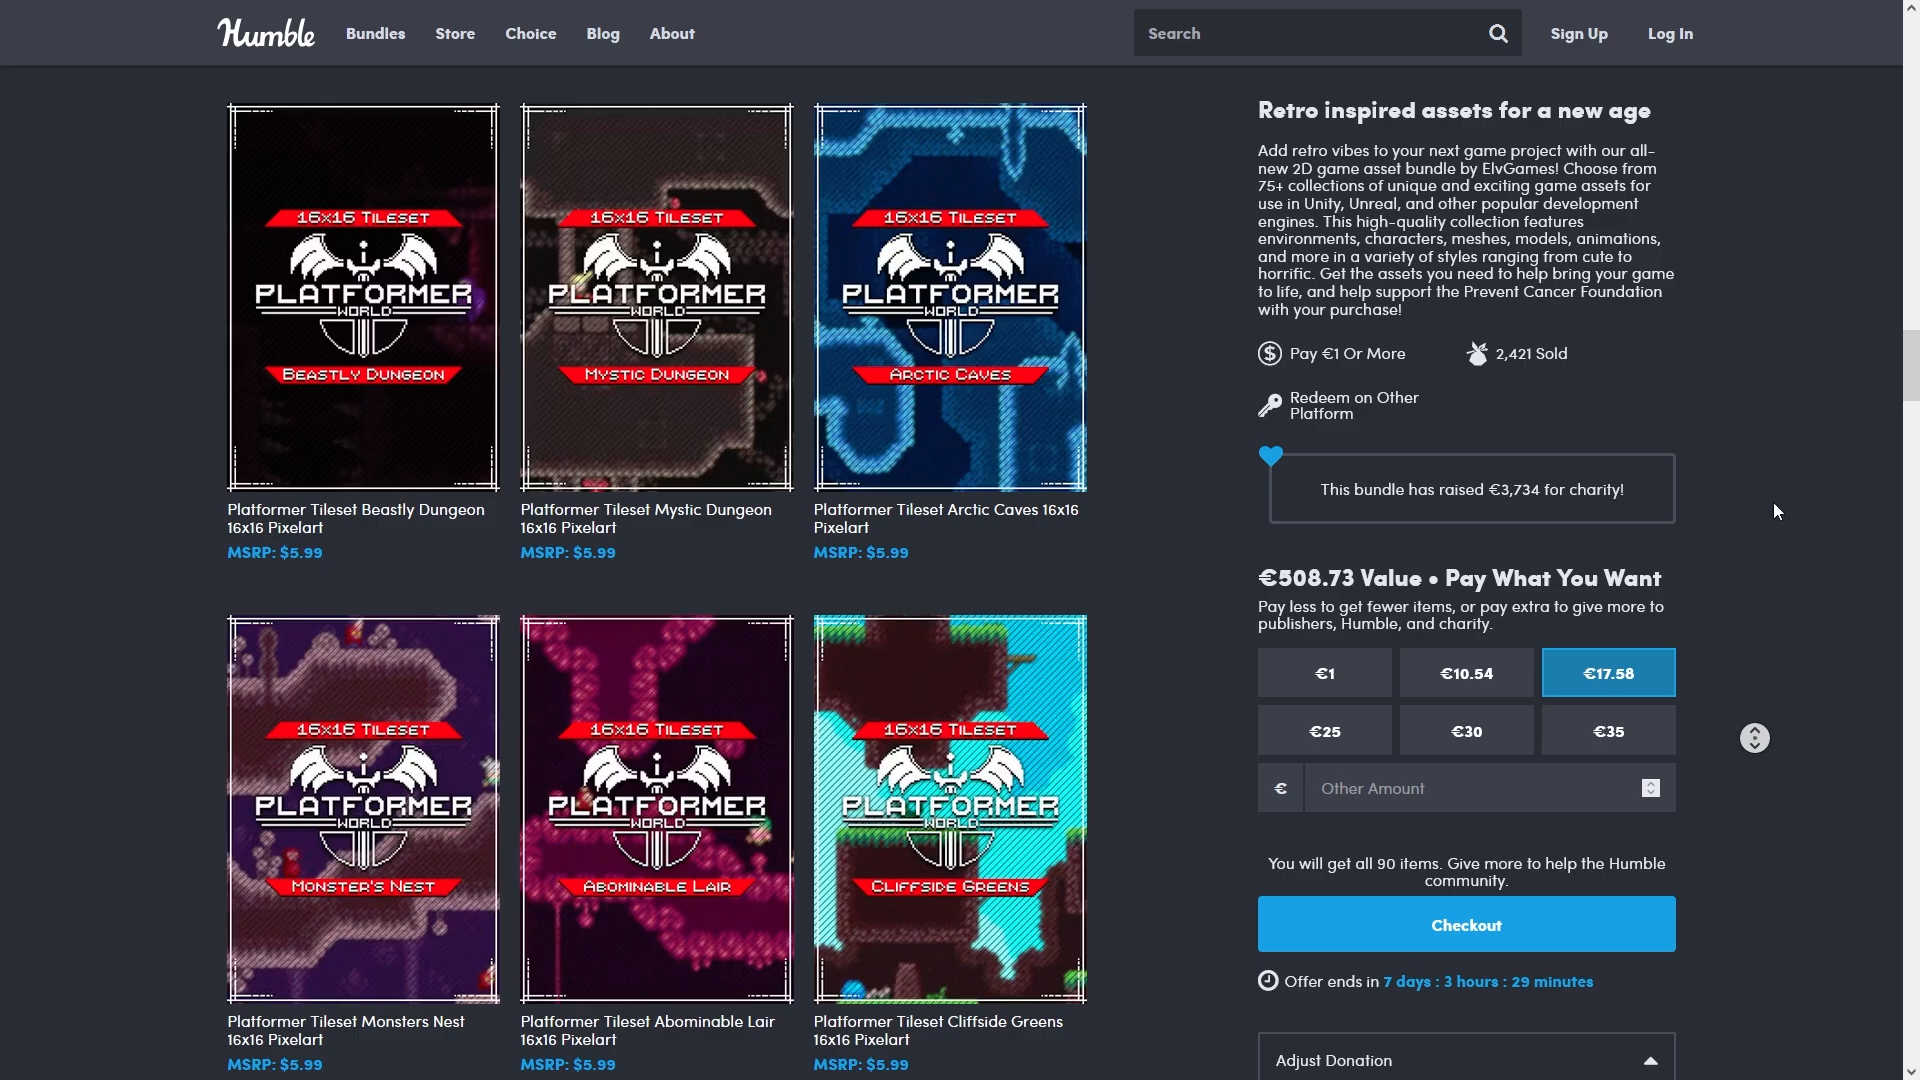 Humble Bundles Store Choice Blog About Search Sign Up Log In
16x16 TILESET
PLATFORMER
WORLD
BEASTLY DUNGEON
Platformer Tileset Beastly Dungeon
16x16 Pixelart
MSRP: $5.99
16x16 TILESET
PLATFORMER
WORLD
MYSTIC DUNGEON
Platformer Tileset Mystic Dungeon
16x16 Pixelart
MSRP: $5.99
16x16 TILESET
PLATFORMER
WORLD
ARCTIC CAVES
Platformer Tileset Arctic Caves 16x16
Pixelart
MSRP: $5.99
16x16 TILESET
PLATFORMER
WORLD
MONSTER'S NEST
Platformer Tileset Monsters Nest
16x16 Pixelart
MSRP: $5.99
16x16 TILESET
PLATFORMER
WORLD
ABOMINABLE LAIR
Platformer Tileset Abominable Lair
16x16 Pixelart
MSRP: $5.99
16x16 TILESET
PLATFORMER
WORLD
CLIFFSIDE GREENS
Platformer Tileset Cliffside Greens
16x16 Pixelart
MSRP: $5.99
Retro inspired assets for a new age
Add retro vibes to your next game project with our all-
new 2D game asset bundle by ElvGames! Choose from
75+ collections of unique and exciting game assets for
use in Unity, Unreal, and other popular development
engines. This high-quality collection features
environments, characters, meshes, models, animations,
and more in a variety of styles ranging from cute to
horrific. Get the assets you need to help bring your game
to life, and help support the Prevent Cancer Foundation
with your purchase!
Pay €1 Or More 2,421 Sold
Redeem on Other
Platform
This bundle has raised €3,734 for charity!
€508.73 Value • Pay What You Want
Pay less to get fewer items, or pay extra to give more to
publishers, Humble, and charity.
€1 €10.54 €17.58
€25 €30 €35
€ Other Amount
You will get all 90 items. Give more to help the Humble
community.
Checkout
Offer ends in 7 days : 3 hours : 29 minutes
Adjust Donation